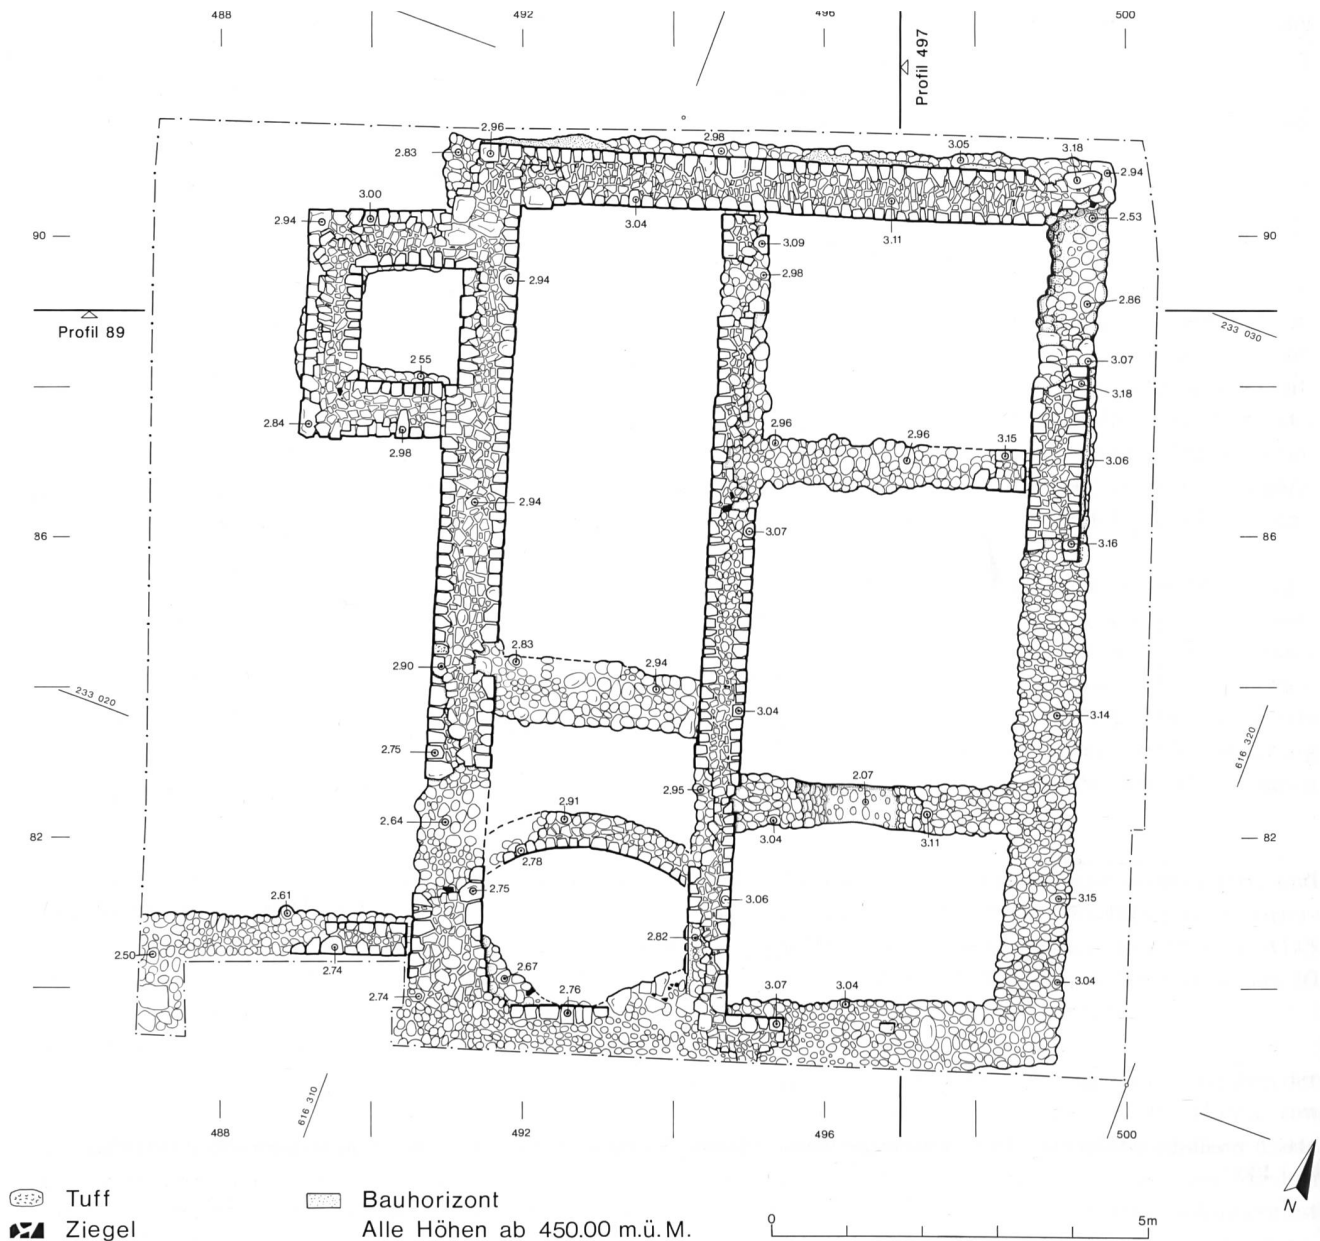 488 492 496 500
Profil 497
2.96
2.83 2.98 3.05 3.18 2.94
3.00
2.94 2.53
90 3.04 3.11 90
3.09
2.98
2.94
2.86
Profil 89
233 030
3.07
2.55 3.18
2.84 2.98
2.96 2.96 3.15 3.06
2.94
86 3.07 3.16 86
2.83 2.94
2.90
233 020
3.04 3.14
616 320
2.75
2.95 2.07
2.64 2.91
82 3.04 3.11 82
2.78
2.75
2.61 3.06 3.15
2.82
2.50 2.74 2.67
2.74 2.76 3.07 3.04 3.04
616 310
488 492 496 500
N
Tuff
Ziegel
Bauhorizont
Alle Höhen ab 450.00 m.ü.M.
0 5m